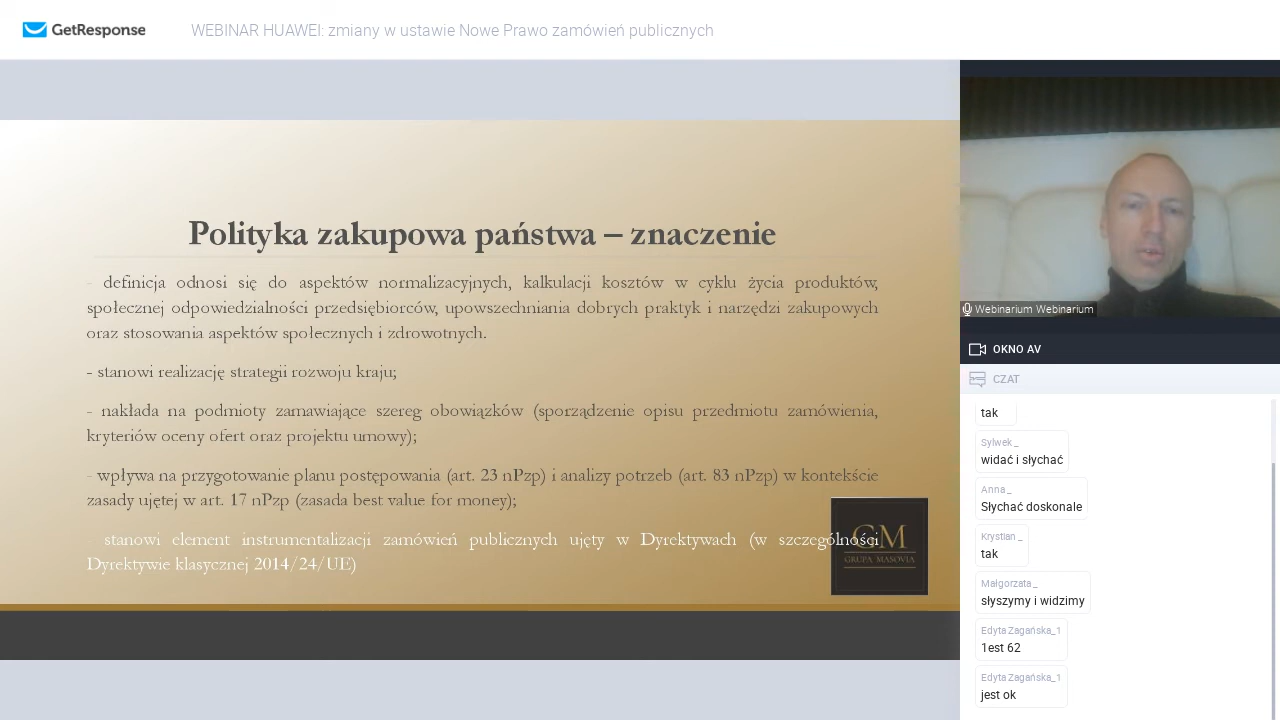 GetResponse
WEBINAR HUAWEI: zmiany w ustawie Nowe Prawo zamówień publicznych
Polityka zakupowa państwa – znaczenie
- definicja odnosi się do aspektów normalizacyjnych, kalkulacji kosztów w cyklu życia produktów,
społecznej odpowiedzialności przedsiębiorców, upowszechniania dobrych praktyk i narzędzi zakupowych
oraz stosowania aspektów społecznych i zdrowotnych.
- stanowi realizację strategii rozwoju kraju;
- nakłada na podmioty zamawiające szereg obowiązków (sporządzenie opisu przedmiotu zamówienia,
kryteriów oceny ofert oraz projektu umowy);
- wpływa na przygotowanie planu postępowania (art. 23 nPzp) i analizy potrzeb (art. 83 nPzp) w kontekście
zasady ujętej w art. 17 nPzp (zasada best value for money);
- stanowi element instrumentalizacji zamówień publicznych ujęty w Dyrektywach (w szczególności
Dyrektywie klasycznej 2014/24/UE)
GM
GRUPA MASOVIA
Webinarium Webinarium
OKNO AV
CZAT
tak
Sylwek _
widać i słychać
Anna _
Słychać doskonale
Krystian _
tak
Małgorzata _
słyszymy i widzimy
Edyta Zagańska_1
1est 62
Edyta Zagańska_1
jest ok